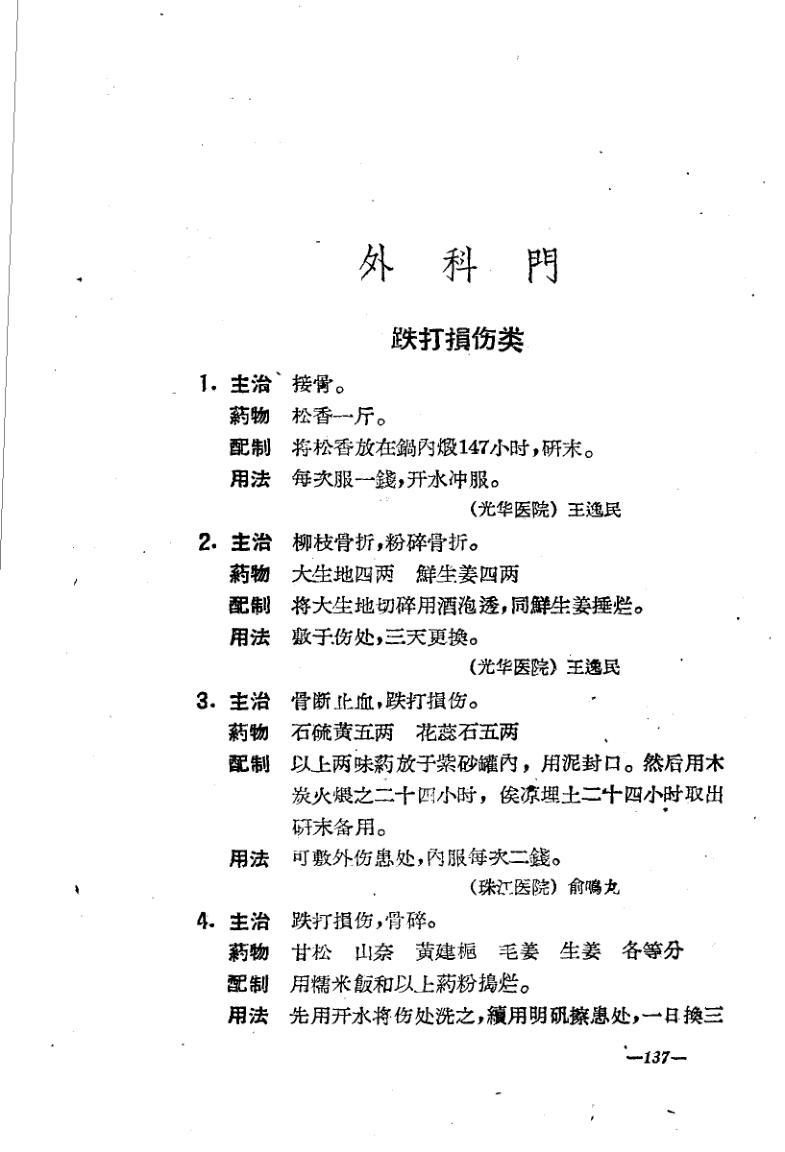 外 科 門
跌打損伤类
1. 主治 接骨。
葯物 松香一斤。
配制 将松香放在鍋內煅147小时,研末。
用法 每次服一錢,开水冲服。
(光华医院) 王逸民
2. 主治 柳枝骨折,粉碎骨折。
葯物 大生地四两 鮮生姜四两
配制 将大生地切碎用酒泡透,同鮮生姜捶烂。
用法 敷于伤处,三天更換。
(光华医院) 王逸民
3. 主治 骨断止血,跌打損伤。
葯物 石硫黄五两 花蕊石五两
配制 以上两味葯放于紫砂罐內，用泥封口。然后用木
炭火煨之二十四小时，俟凉埋土二十四小时取出
研末备用。
用法 可敷外伤患处,內服每次二錢。
(珠江医院) 俞鳴丸
4. 主治 跌打損伤,骨碎。
葯物 甘松 山奈 黄建梔 毛姜 生姜 各等分
配制 用糯米飯和以上葯粉搗烂。
用法 先用开水将伤处洗之,續用明矾擦患处,一日換三
—137—